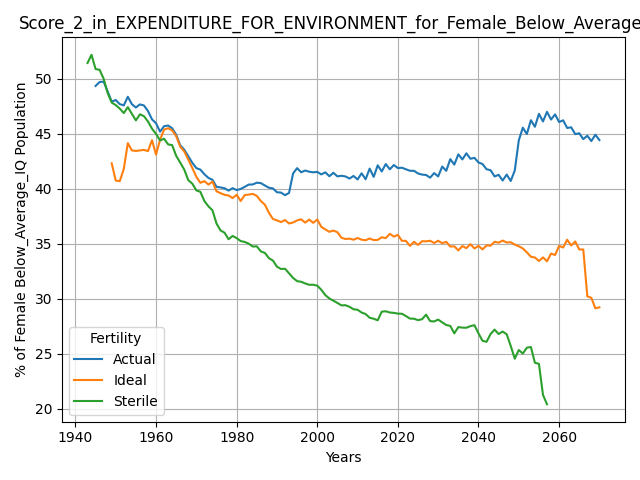 Score_2_in_EXPENDITURE_FOR_ENVIRONMENT_for_Female_Below_Average
% of Female Below_Average_IQ Population
50
45
40
35
30
25
20
Fertility
Actual
Ideal
Sterile
1940 1960 1980 2000 2020 2040 2060
Years